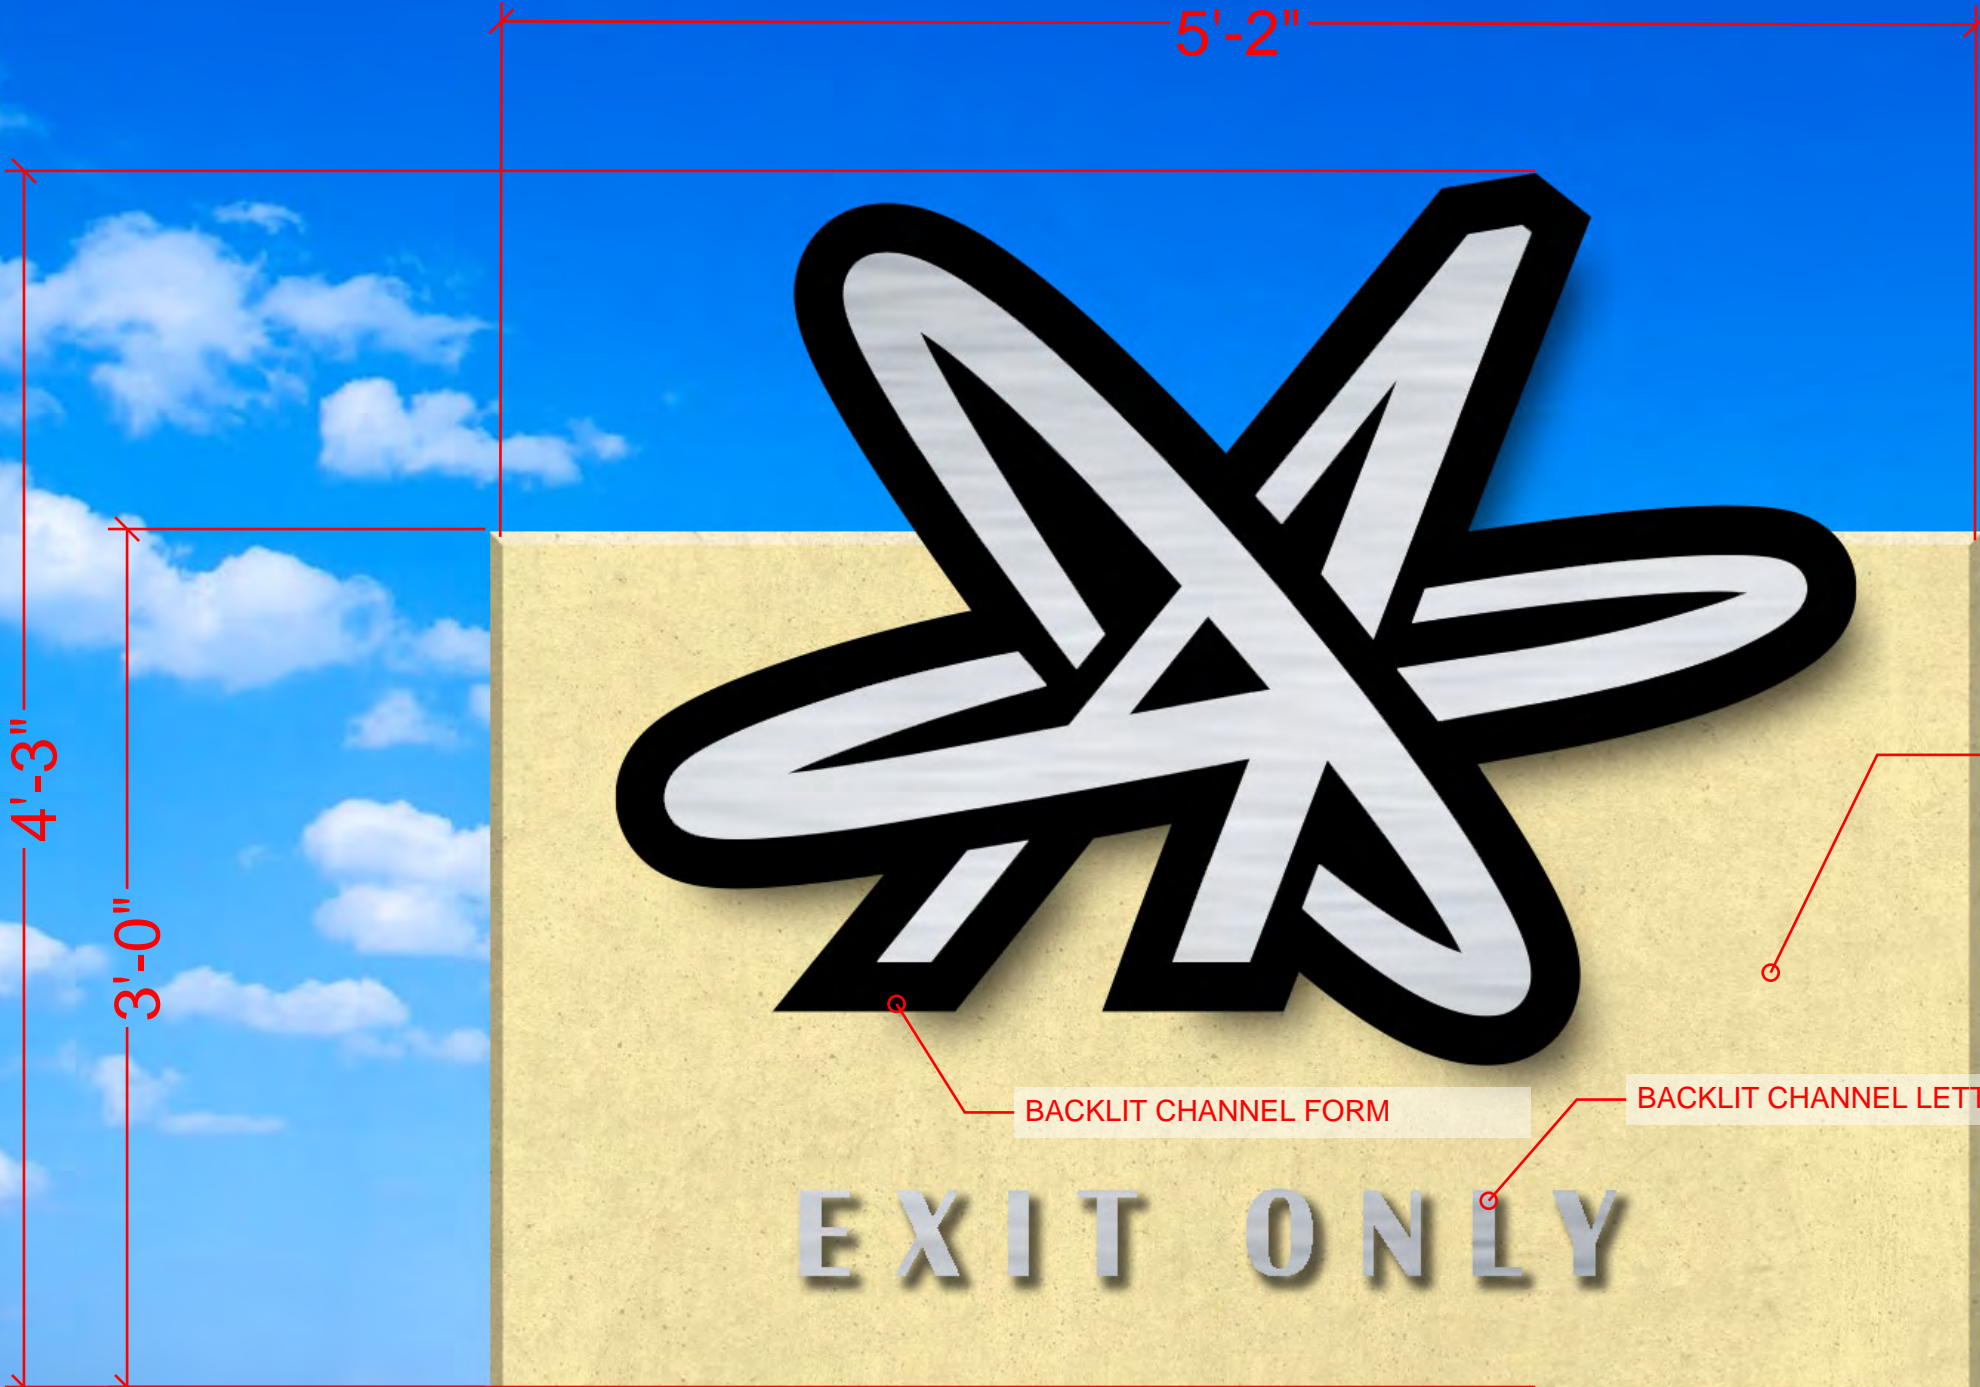 5'-2"
4'-3"
3'-0"
BACKLIT CHANNEL FORM
BACKLIT CHANNEL LETT
EXIT ONLY